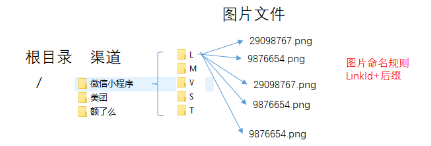 图片文件
根目录 渠道
/
微信小程序
美团
额了么
L
M
V
S
T
29098767.png
9876654.png
29098767.png
9876654.png
9876654.png
图片命名规则
LinkId+后缀